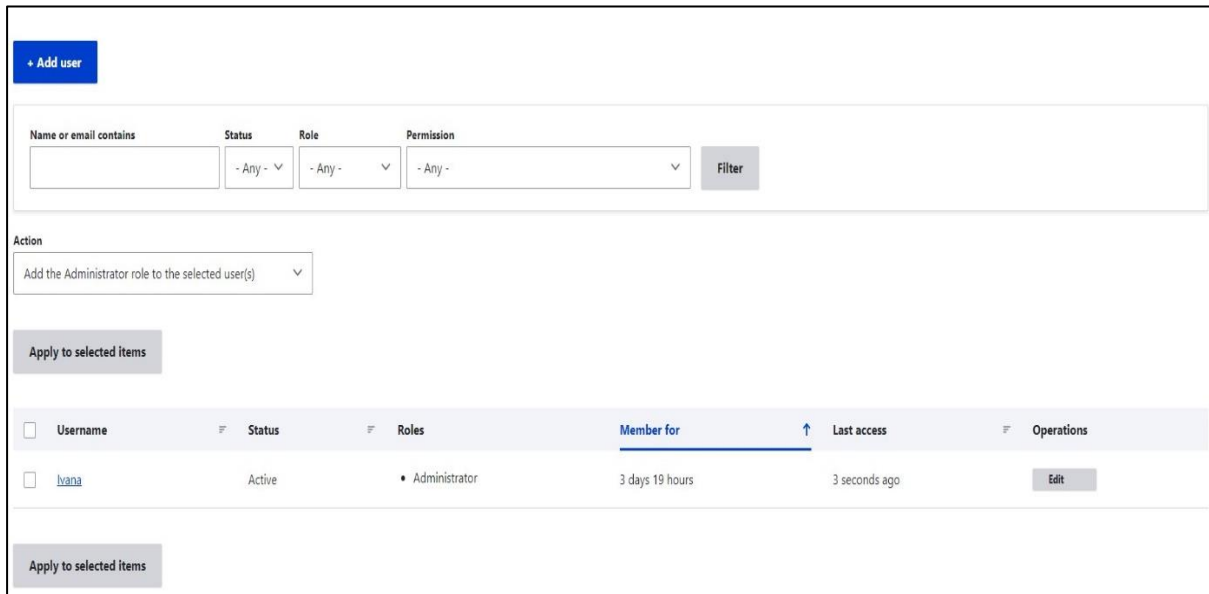 + Add user
Name or email contains Status Role Permission
- Any - - Any - - Any - Filter
Action
Add the Administrator role to the selected user(s)
Apply to selected items
Username Status Roles Member for Last access Operations
Ivana Active • Administrator 3 days 19 hours 3 seconds ago Edit
Apply to selected items